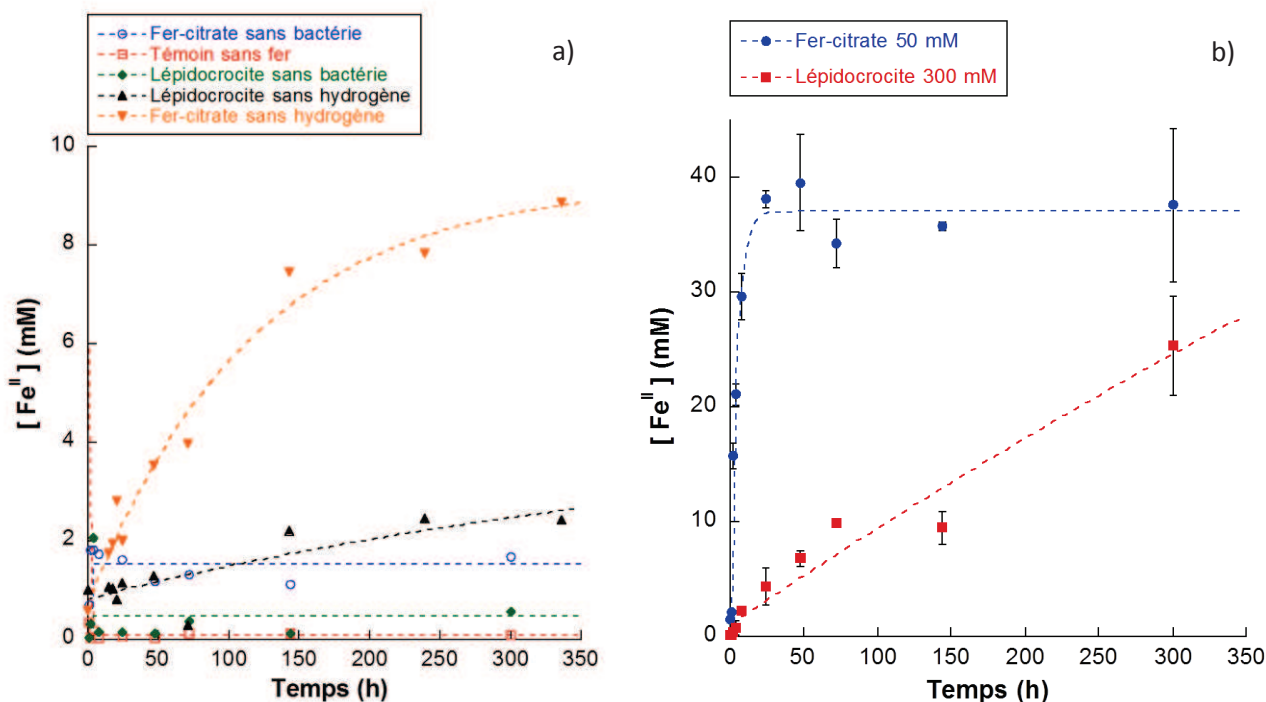 Fer-citrate sans bactérie
Témoin sans fer
Lépidocrocite sans bactérie
Lépidocrocite sans hydrogène
Fer-citrate sans hydrogène
a)
10
8
6
4
2
0
[ Fe^II ] (mM)
0 50 100 150 200 250 300 350
Temps (h)
Fer-citrate 50 mM
Lépidocrocite 300 mM
b)
40
30
20
10
0
[ Fe^II ] (mM)
0 50 100 150 200 250 300 350
Temps (h)